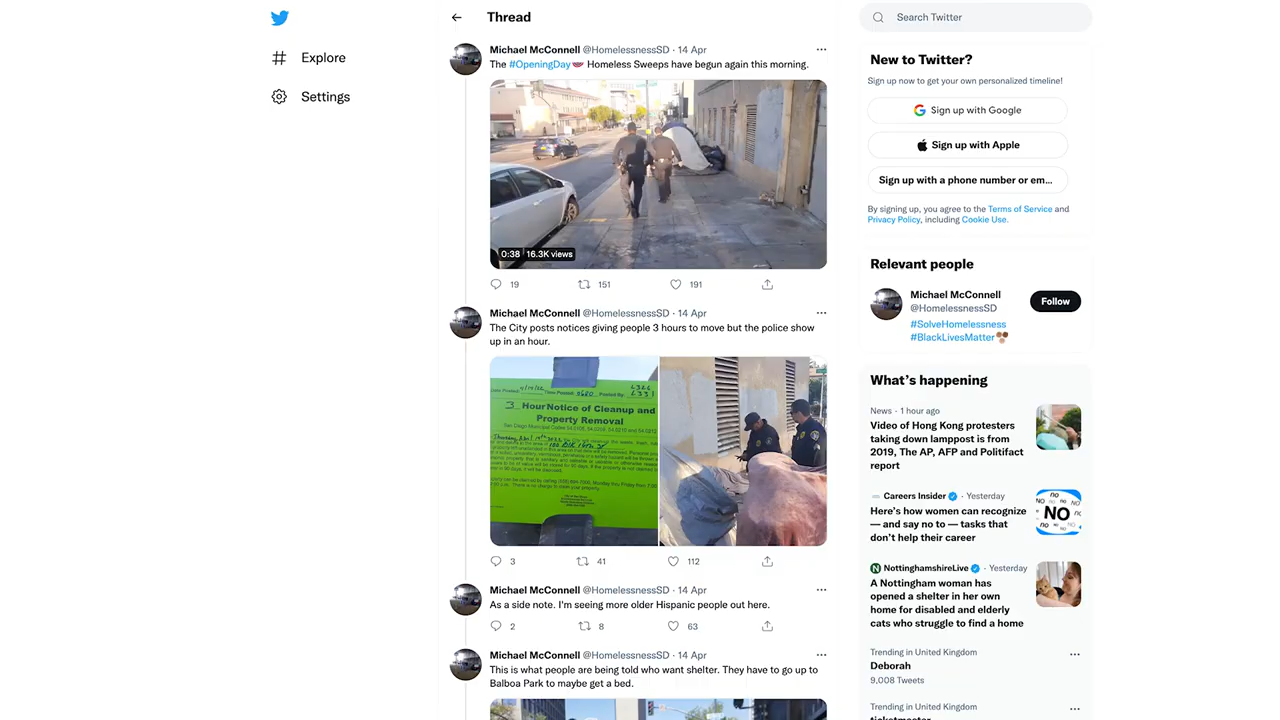 Explore
Settings
Thread
Michael McConnell @HomelessnessSD · 14 Apr
The #OpeningDay Homeless Sweeps have begun again this morning.
0:38 16.3K views
19 151 191
Michael McConnell @HomelessnessSD · 14 Apr
The City posts notices giving people 3 hours to move but the police show
up in an hour.
3 Hour Notice of Cleanup and
Property Removal
3 41 112
Michael McConnell @HomelessnessSD · 14 Apr
As a side note. I'm seeing more older Hispanic people out here.
2 8 63
Michael McConnell @HomelessnessSD · 14 Apr
This is what people are being told who want shelter. They have to go up to
Balboa Park to maybe get a bed.
Search Twitter
New to Twitter?
Sign up now to get your own personalized timeline!
Sign up with Google
Sign up with Apple
Sign up with a phone number or em...
By signing up, you agree to the Terms of Service and
Privacy Policy, including Cookie Use.
Relevant people
Michael McConnell
@HomelessnessSD
Follow
#SolveHomelessness
#BlackLivesMatter
What's happening
News · 1 hour ago
Video of Hong Kong protesters
taking down lamppost is from
2019, The AP, AFP and Politifact
report
Careers Insider · Yesterday
Here's how women can recognize
— and say no to — tasks that
don't help their career
NO
NottinghamshireLive · Yesterday
A Nottingham woman has
opened a shelter in her own
home for disabled and elderly
cats who struggle to find a home
Trending in United Kingdom
Deborah
9,008 Tweets
Trending in United Kingdom
ticketmaster